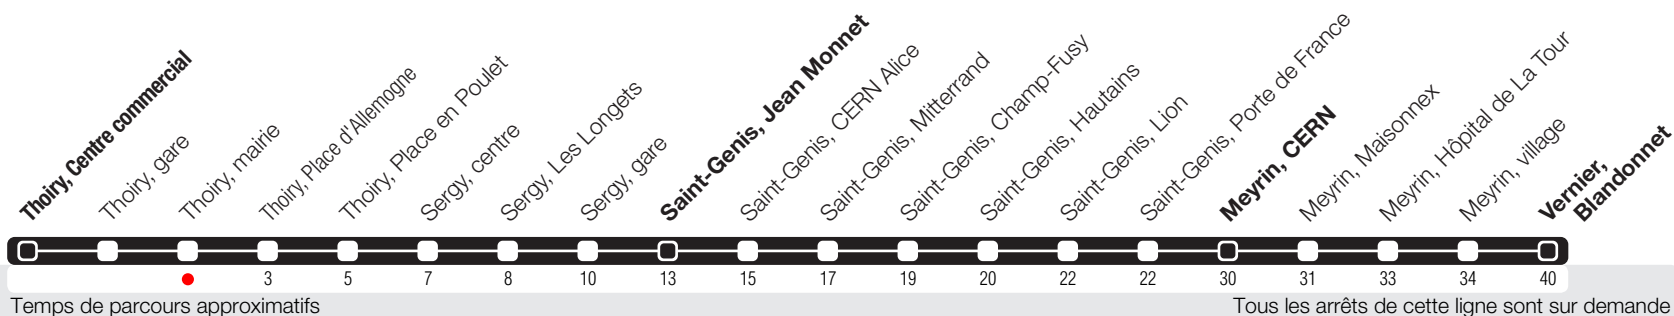 Thoiry, Centre commercial
Thoiry, gare
Thoiry, mairie
Thoiry, Place d'Allemogne
Thoiry, Place en Poulet
Sergy, centre
Sergy, Les Longets
Sergy, gare
Saint-Genis, Jean Monnet
Saint-Genis, CERN Alice
Saint-Genis, Mitterrand
Saint-Genis, Champ-Fusy
Saint-Genis, Hautains
Saint-Genis, Lion
Saint-Genis, Porte de France
Meyrin, CERN
Meyrin, Maisonnex
Meyrin, Hôpital de La Tour
Meyrin, village
Vernier,
Blandonnet
3 5 7 8 10 13 15 17 19 20 22 22 30 31 33 34 40
Temps de parcours approximatifs
Tous les arrêts de cette ligne sont sur demande